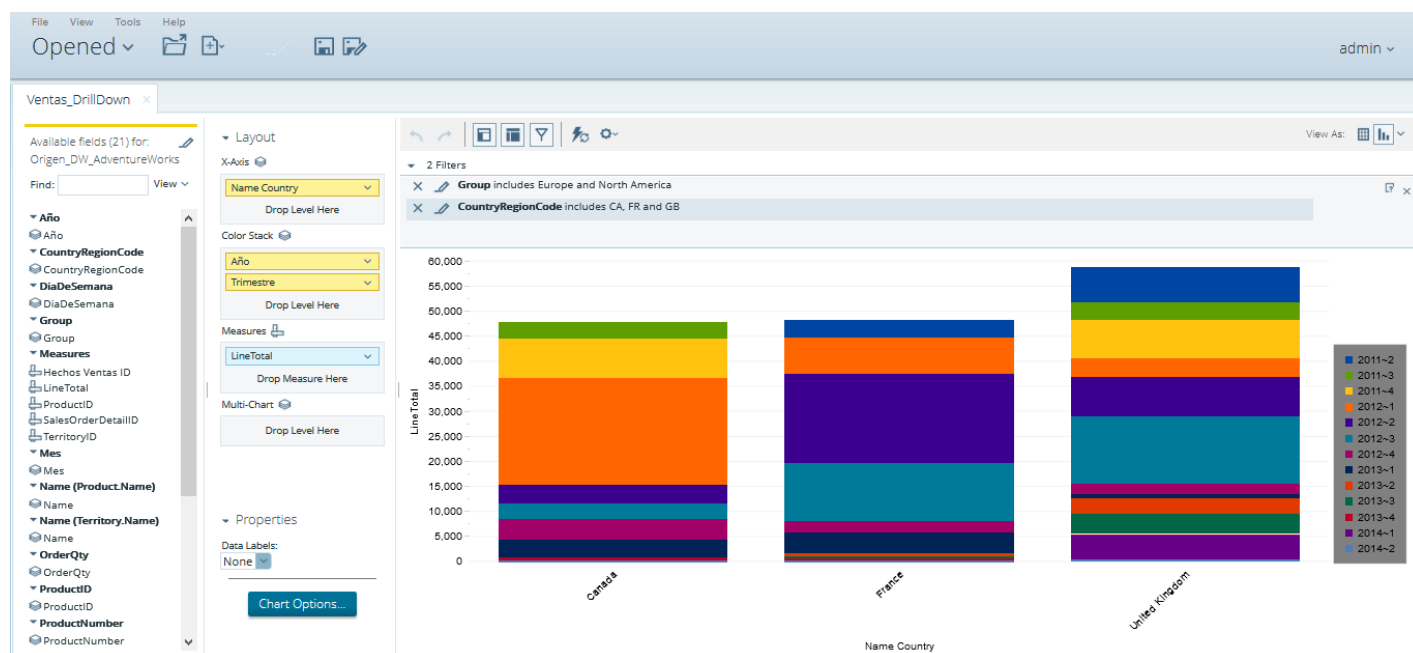 File View Tools Help
Opened
admin
Ventas_DrillDown
Available fields (21) for:
Origen_DW_AdventureWorks
Find:
View
Año
Año
CountryRegionCode
CountryRegionCode
DiaDeSemana
DiaDeSemana
Group
Group
Measures
Hechos Ventas ID
LineTotal
ProductID
SalesOrderDetailID
TerritoryID
Mes
Mes
Name (Product.Name)
Name
Name (Territory.Name)
Name
OrderQty
OrderQty
ProductID
ProductID
ProductNumber
ProductNumber
Layout
X-Axis
Name Country
Drop Level Here
Color Stack
Año
Trimestre
Drop Level Here
Measures
LineTotal
Drop Measure Here
Multi-Chart
Drop Level Here
Properties
Data Labels:
None
Chart Options...
View As:
2 Filters
Group includes Europe and North America
CountryRegionCode includes CA, FR and GB
60,000
55,000
50,000
45,000
40,000
35,000
30,000
25,000
20,000
15,000
10,000
5,000
0
LineTotal
Canada
France
United Kingdom
Name Country
2011~2
2011~3
2011~4
2012~1
2012~2
2012~3
2012~4
2013~1
2013~2
2013~3
2013~4
2014~1
2014~2